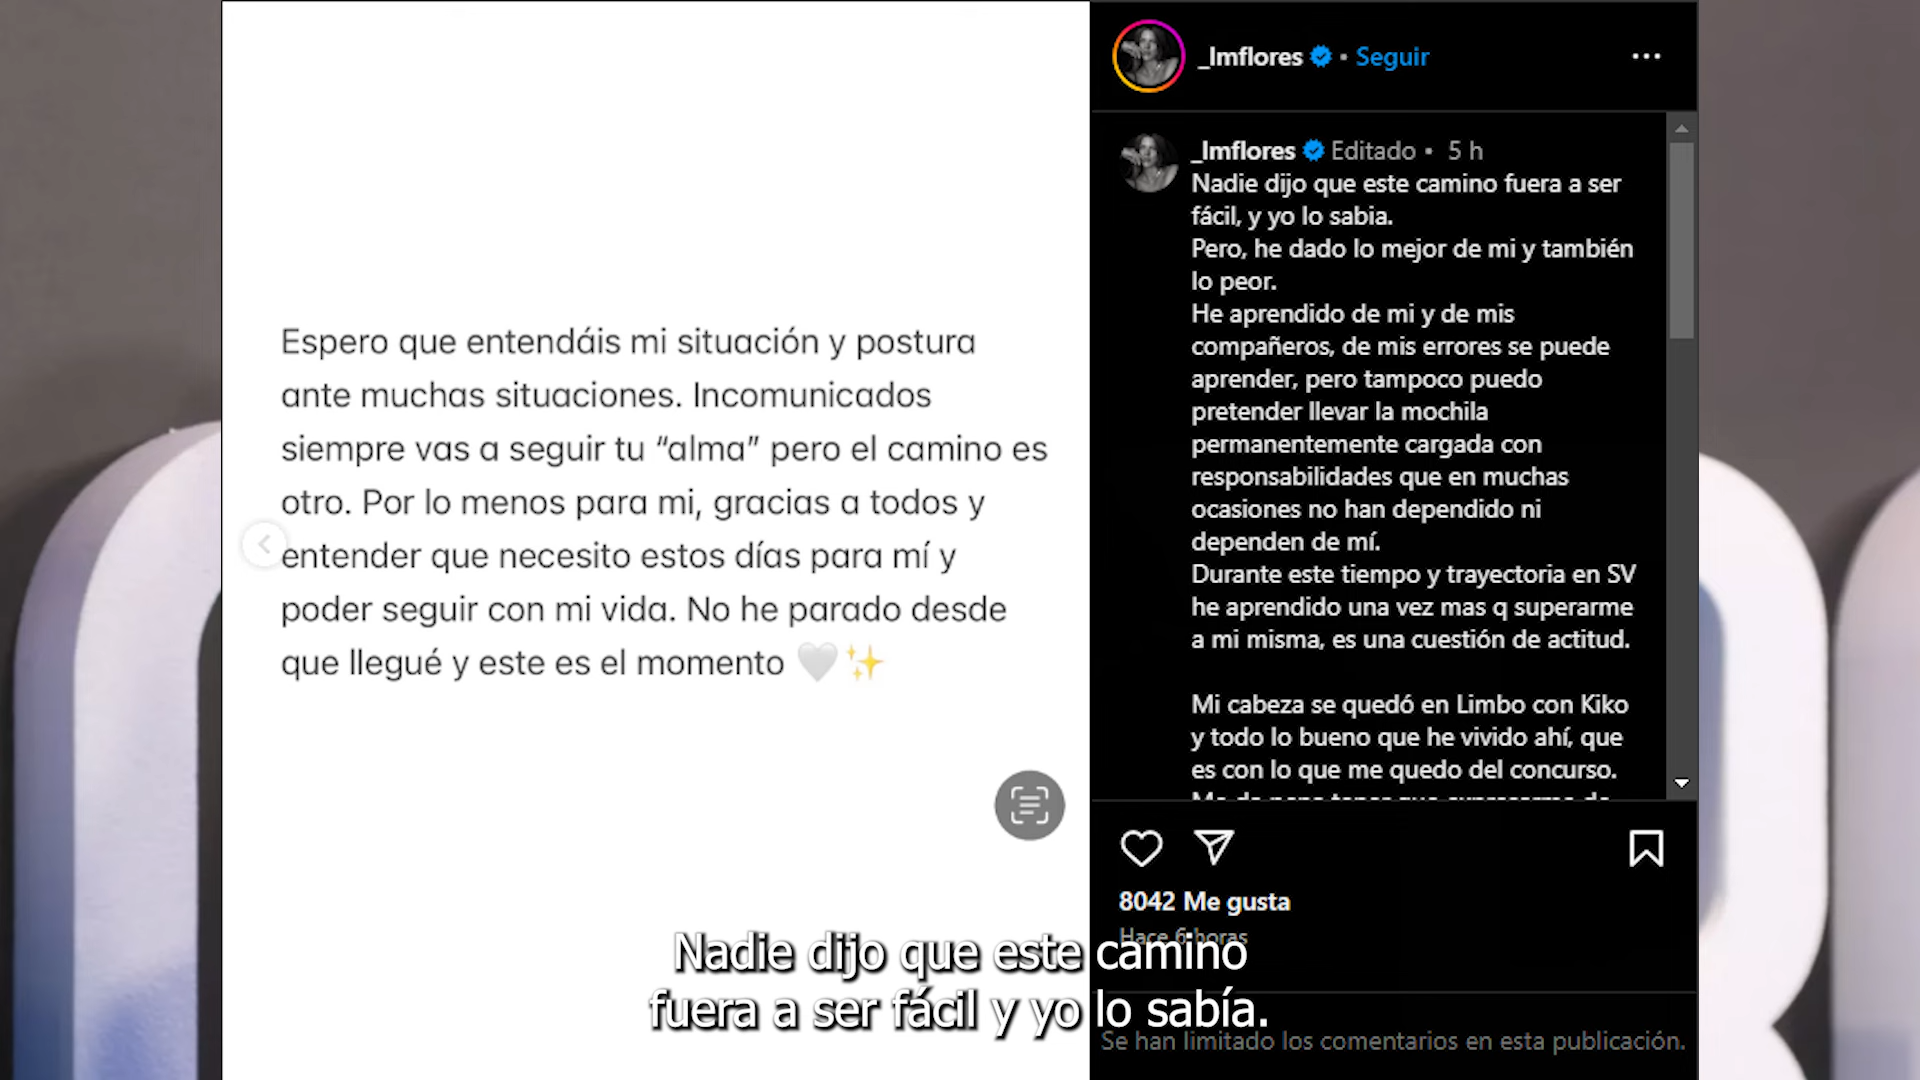 Espero que entendáis mi situación y postura
ante muchas situaciones. Incomunicados
siempre vas a seguir tu “alma” pero el camino es
otro. Por lo menos para mi, gracias a todos y
entender que necesito estos días para mí y
poder seguir con mi vida. No he parado desde
que llegué y este es el momento 🤍✨
_lmflores • Seguir
_lmflores Editado • 5 h
Nadie dijo que este camino fuera a ser
fácil, y yo lo sabia.
Pero, he dado lo mejor de mi y también
lo peor.
He aprendido de mi y de mis
compañeros, de mis errores se puede
aprender, pero tampoco puedo
pretender llevar la mochila
permanentemente cargada con
responsabilidades que en muchas
ocasiones no han dependido ni
dependen de mí.
Durante este tiempo y trayectoria en SV
he aprendido una vez mas q superarme
a mi misma, es una cuestión de actitud.
Mi cabeza se quedó en Limbo con Kiko
y todo lo bueno que he vivido ahí, que
es con lo que me quedo del concurso.
8042 Me gusta
Hace 6 horas
Nadie dijo que este camino
fuera a ser fácil y yo lo sabía.
Se han limitado los comentarios en esta publicación.